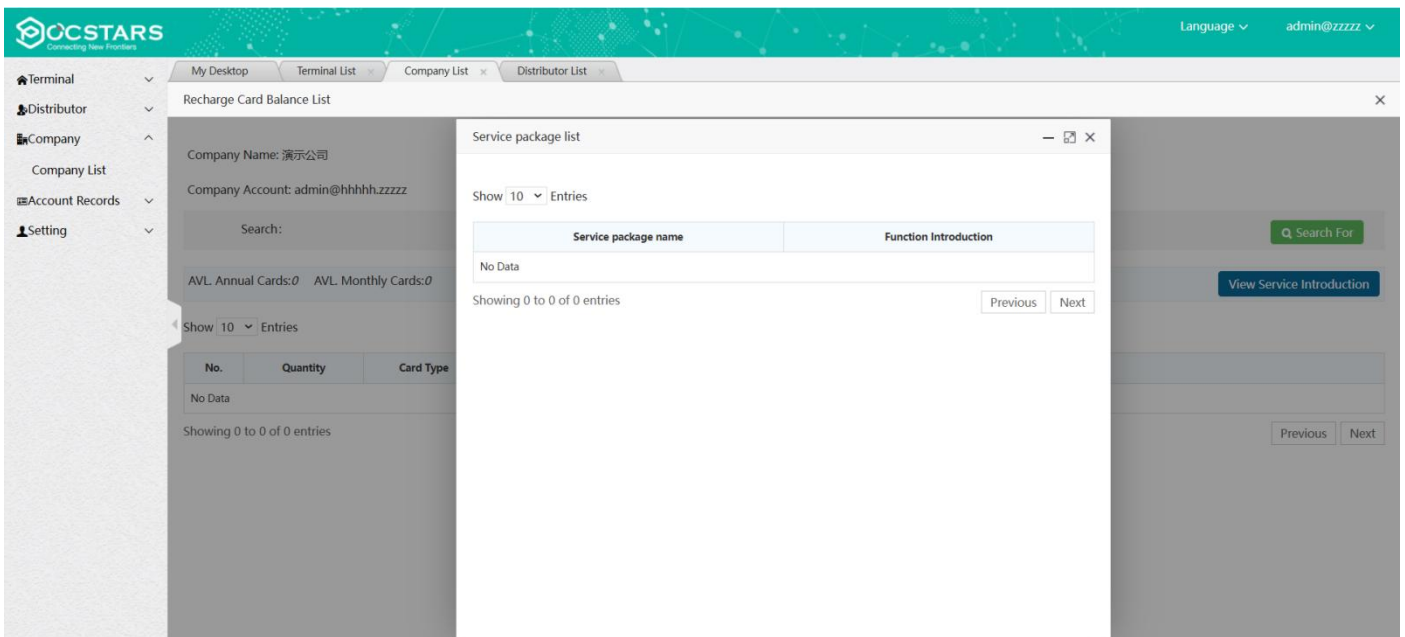 POCSTARS
Connecting New Frontiers
Language
admin@zzzzz
Terminal
Distributor
Company
Company List
Account Records
Setting
My Desktop
Terminal List
Company List
Distributor List
Recharge Card Balance List
Company Name: 演示公司
Company Account: admin@hhhhh.zzzzz
Search:
Search For
AVL. Annual Cards:0 AVL. Monthly Cards:0
View Service Introduction
Show 10 Entries
No. Quantity Card Type
No Data
Showing 0 to 0 of 0 entries
Previous Next
Service package list
Show 10 Entries
Service package name Function Introduction
No Data
Showing 0 to 0 of 0 entries
Previous Next